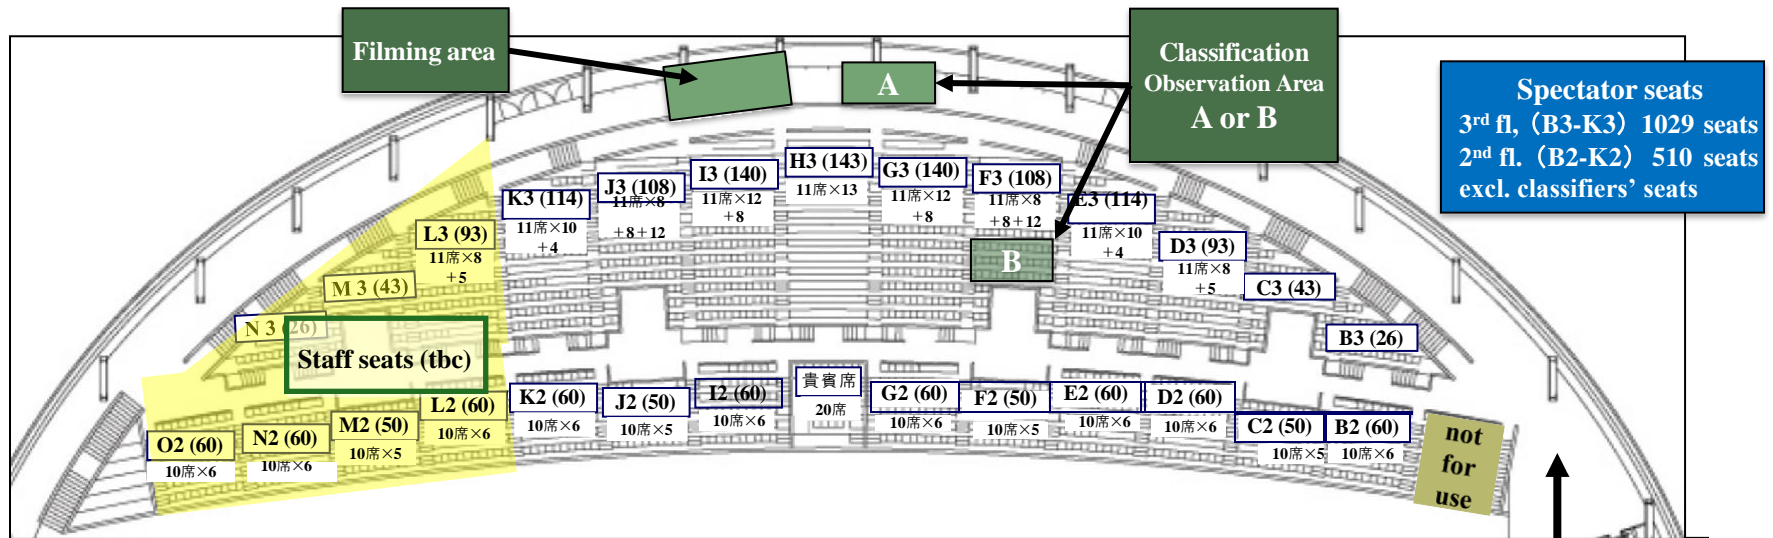 Filming area
Classification
Observation Area
A or B
Spectator seats
3rd fl,（B3-K3）1029 seats
2nd fl.（B2-K2） 510 seats
excl. classifiers' seats
A
B
H3 (143)
11席×13
I3 (140)
11席×12
+8
G3 (140)
11席×12
+8
J3 (108)
11席×8
+8+12
F3 (108)
11席×8
+8+12
K3 (114)
11席×10
+4
E3 (114)
11席×10
+4
L3 (93)
11席×8
+5
D3 (93)
11席×8
+5
M 3 (43)
C3 (43)
N 3 (26)
B3 (26)
Staff seats (tbc)
O2 (60)
10席×6
N2 (60)
10席×6
M2 (50)
10席×5
L2 (60)
10席×6
K2 (60)
10席×6
J2 (50)
10席×5
I2 (60)
10席×6
貴賓席
20席
G2 (60)
10席×6
F2 (50)
10席×5
E2 (60)
10席×6
D2 (60)
10席×6
C2 (50)
10席×5
B2 (60)
10席×6
not
for
use